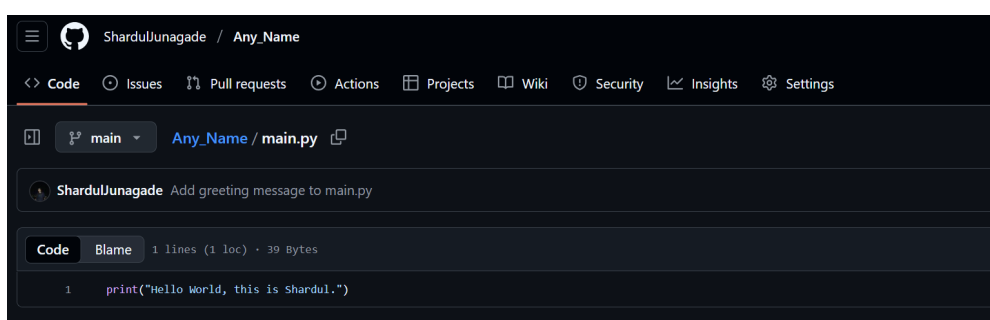 ShardulJunagade / Any_Name
Code Issues Pull requests Actions Projects Wiki Security Insights Settings
main Any_Name / main.py
ShardulJunagade Add greeting message to main.py
Code Blame 1 lines (1 loc) · 39 Bytes
1 print("Hello World, this is Shardul.")